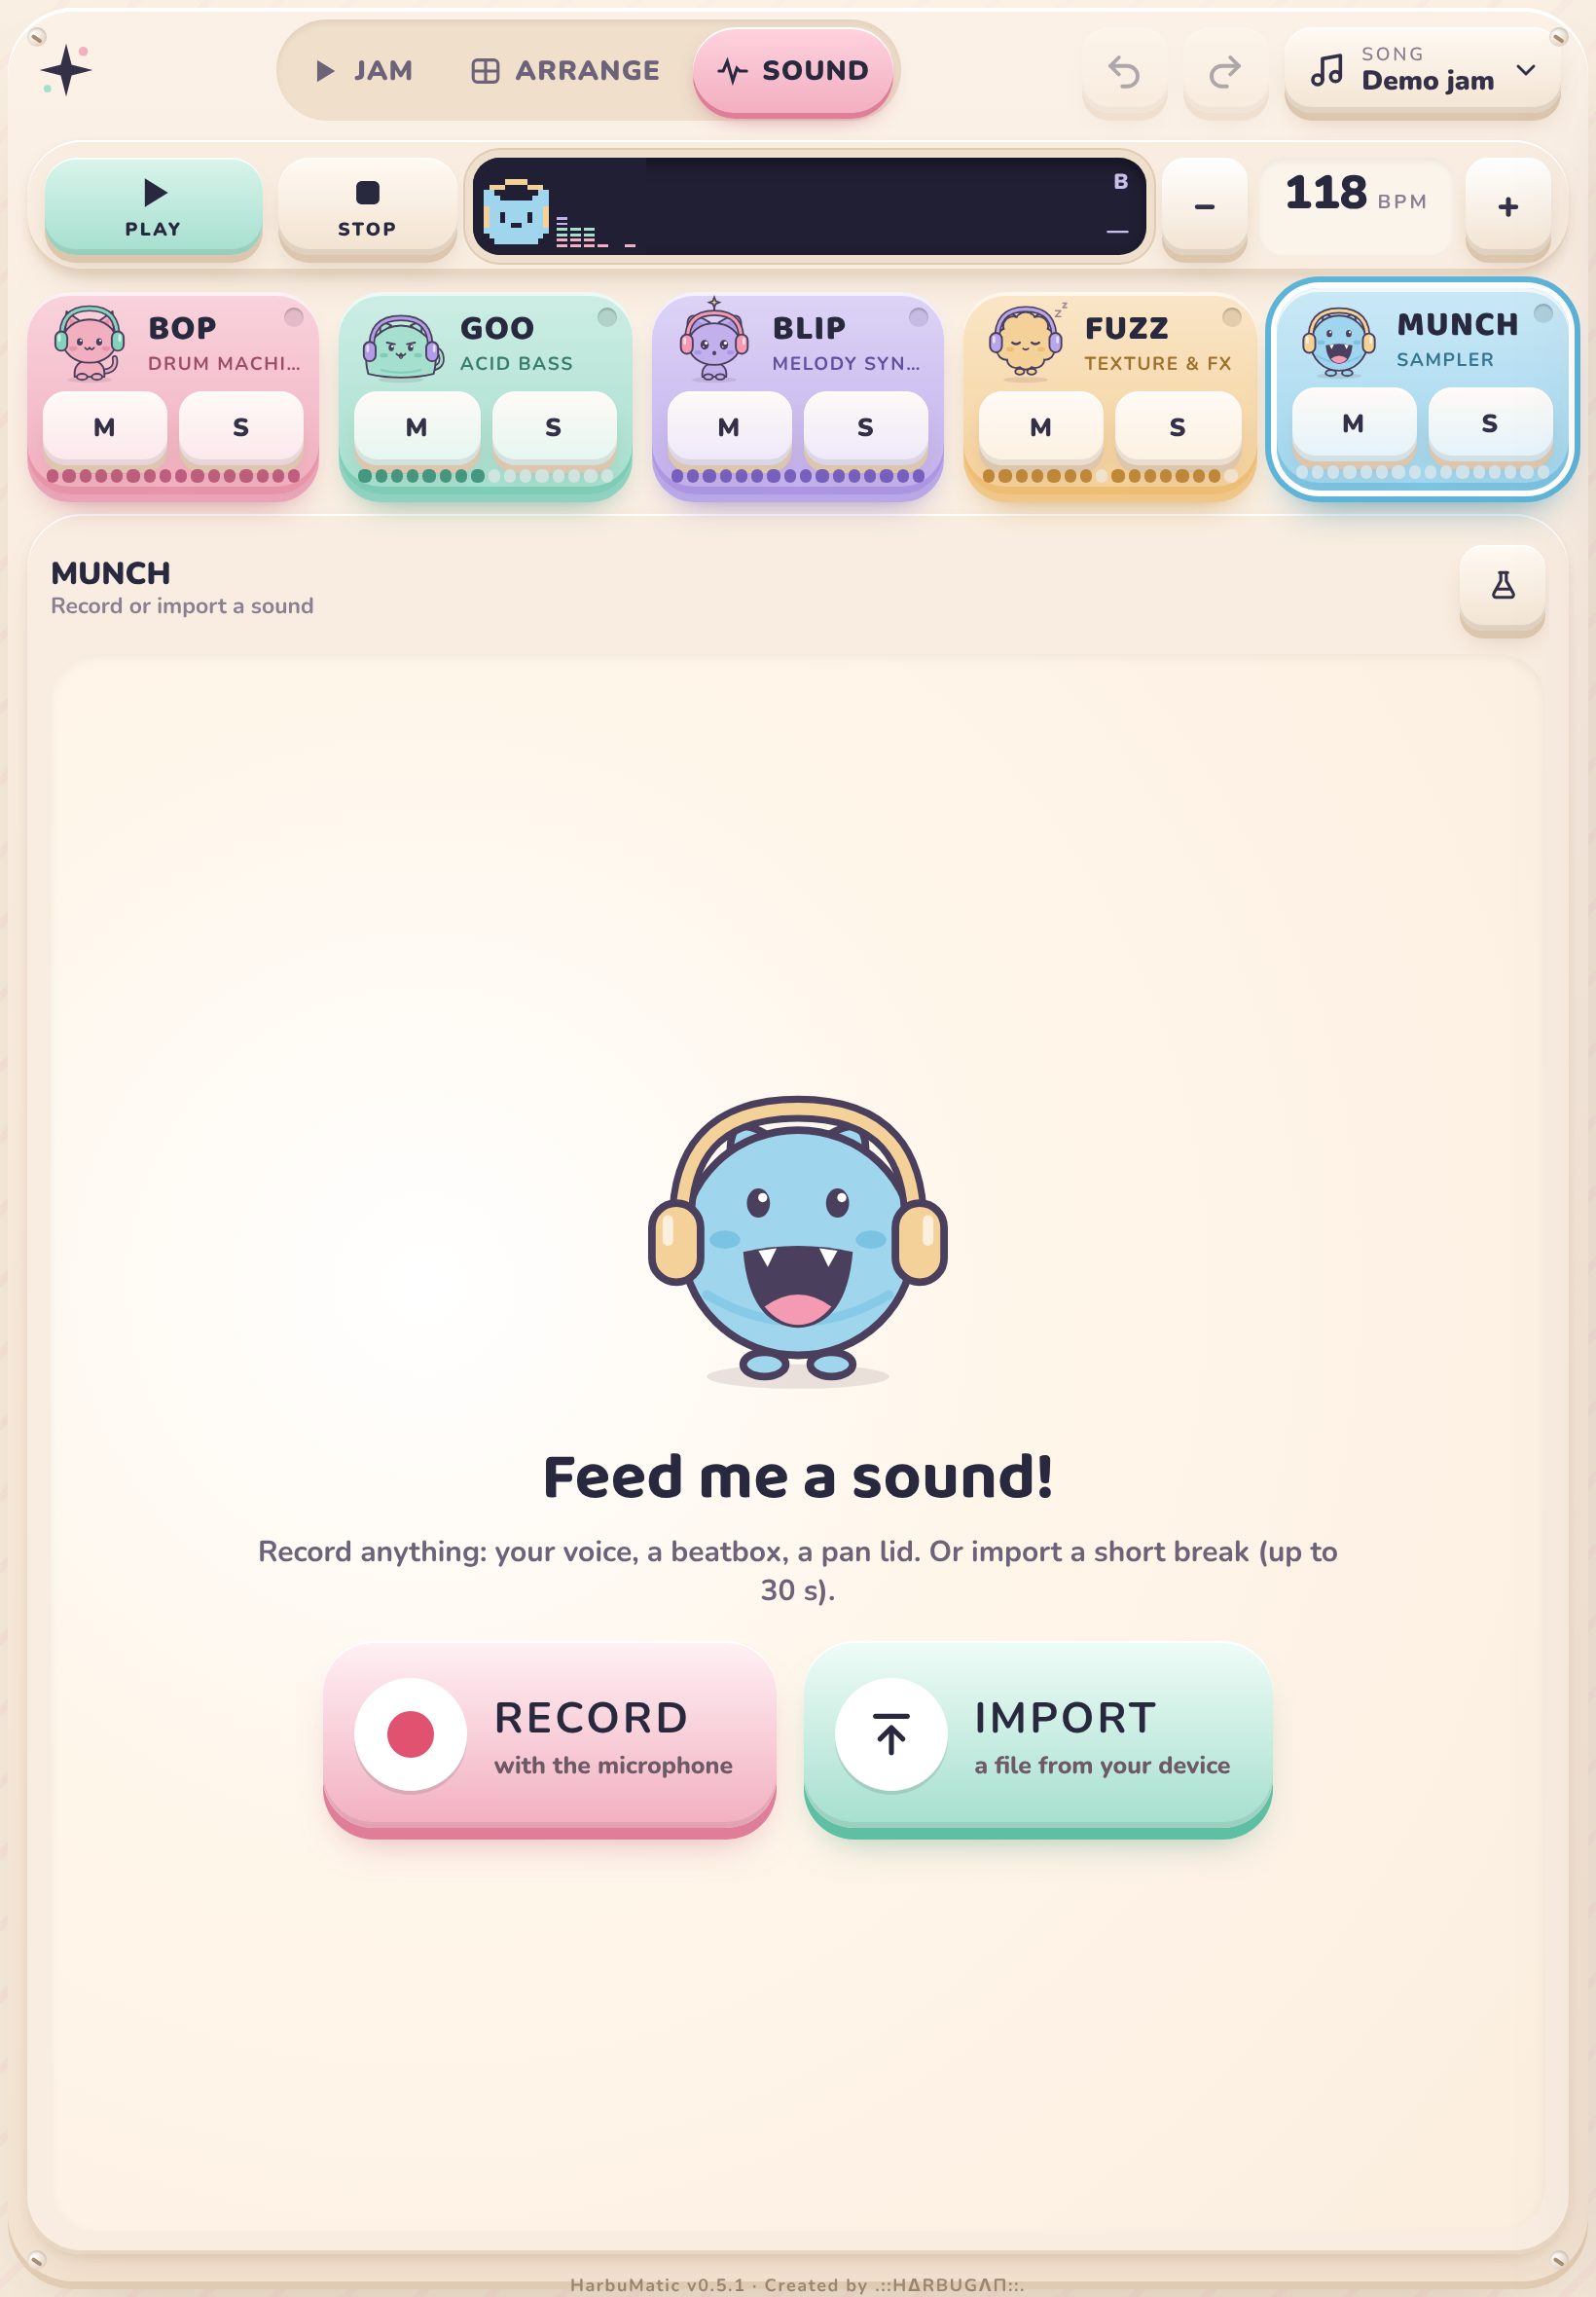 JAM
ARRANGE
SOUND
SONG
Demo jam
PLAY
STOP
B
118 BPM
BOP
DRUM MACHI...
M S
GOO
ACID BASS
M S
BLIP
MELODY SYN...
M S
FUZZ
TEXTURE & FX
M S
MUNCH
SAMPLER
M S
MUNCH
Record or import a sound
Feed me a sound!
Record anything: your voice, a beatbox, a pan lid. Or import a short break (up to
30 s).
RECORD
with the microphone
IMPORT
a file from your device
HarbuMatic v0.5.1 · Created by .::HΔRBUGΛΠ::.